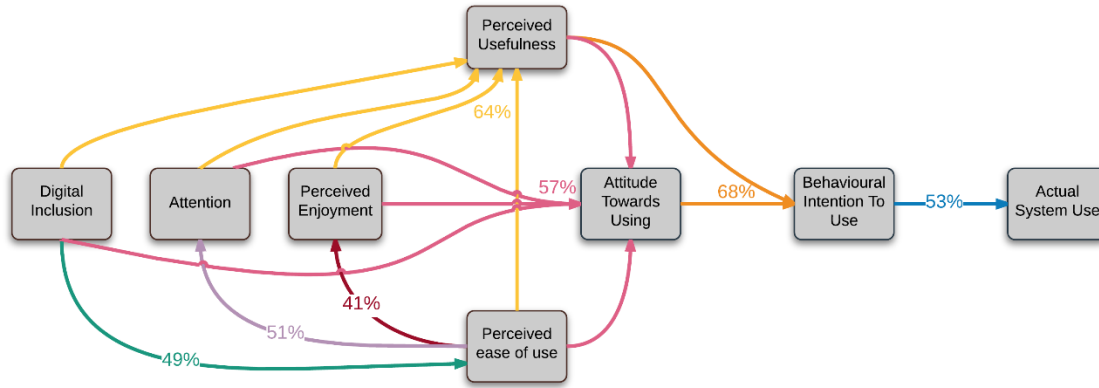 Perceived
Usefulness
64%
Digital
Inclusion
Attention
Perceived
Enjoyment
57%
Attitude
Towards
Using
68%
Behavioural
Intention To
Use
53%
Actual
System Use
41%
51%
49%
Perceived
ease of use